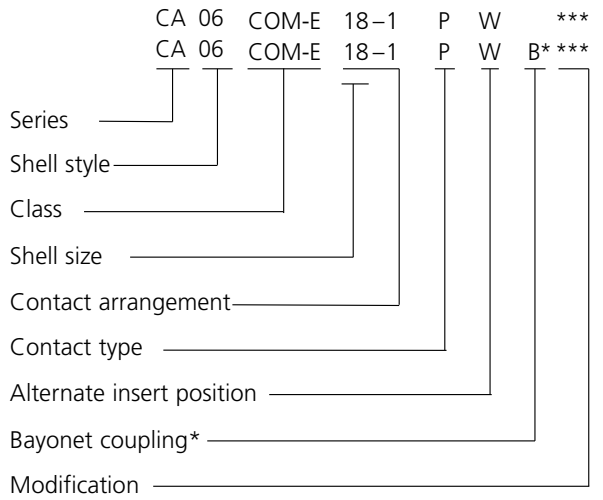 CA 06 COM-E 18–1 P W ***
CA 06 COM-E 18–1 P W B* ***
Series
Shell style
Class
Shell size
Contact arrangement
Contact type
Alternate insert position
Bayonet coupling*
Modification